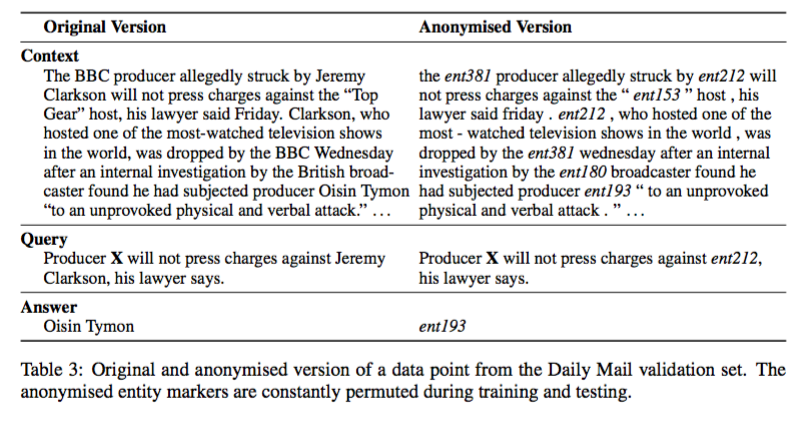 Original Version Anonymised Version
Context
The BBC producer allegedly struck by Jeremy
Clarkson will not press charges against the “Top
Gear” host, his lawyer said Friday. Clarkson, who
hosted one of the most-watched television shows
in the world, was dropped by the BBC Wednesday
after an internal investigation by the British broad-
caster found he had subjected producer Oisin Tymon
“to an unprovoked physical and verbal attack.” …
the ent381 producer allegedly struck by ent212 will
not press charges against the “ ent153 ” host , his
lawyer said friday . ent212 , who hosted one of the
most - watched television shows in the world , was
dropped by the ent381 wednesday after an internal
investigation by the ent180 broadcaster found he
had subjected producer ent193 “ to an unprovoked
physical and verbal attack . ” …
Query
Producer X will not press charges against Jeremy
Clarkson, his lawyer says.
Producer X will not press charges against ent212,
his lawyer says.
Answer
Oisin Tymon
ent193
Table 3: Original and anonymised version of a data point from the Daily Mail validation set. The
anonymised entity markers are constantly permuted during training and testing.